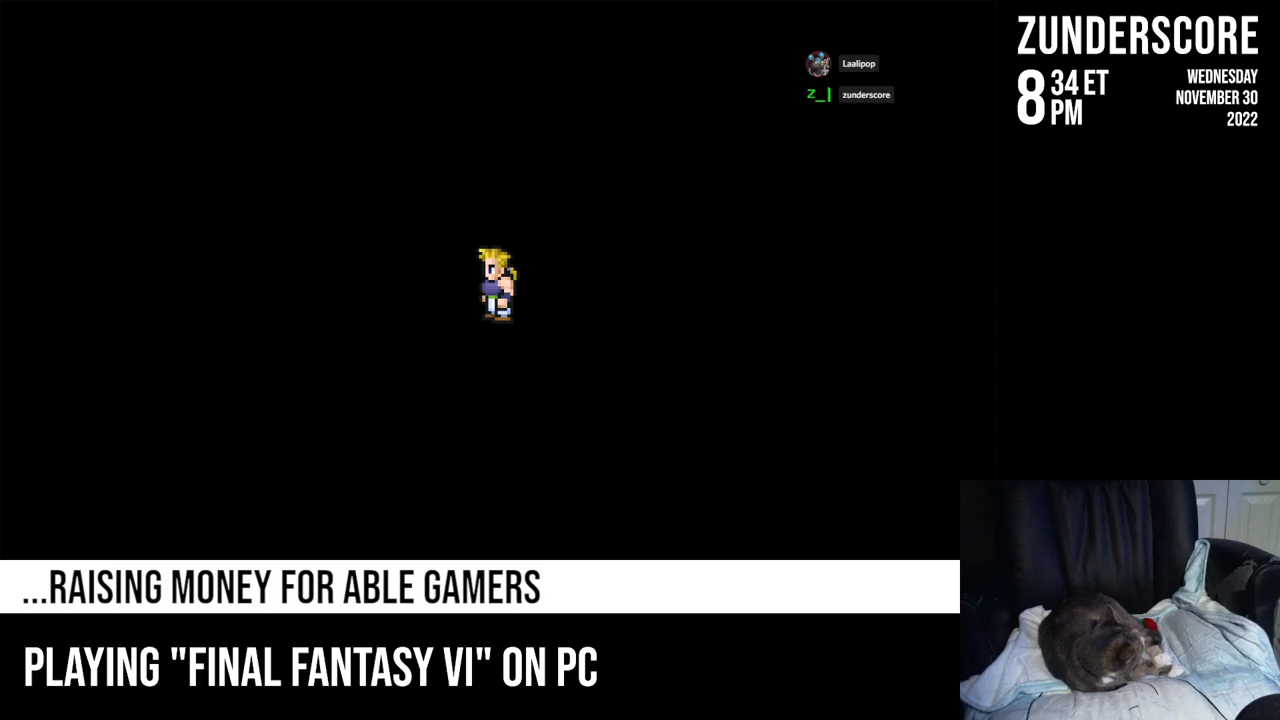 Laalipop
z_| zunderscore
ZUNDERSCORE
8 34 ET
PM
WEDNESDAY
NOVEMBER 30
2022
...RAISING MONEY FOR ABLE GAMERS
PLAYING "FINAL FANTASY VI" ON PC